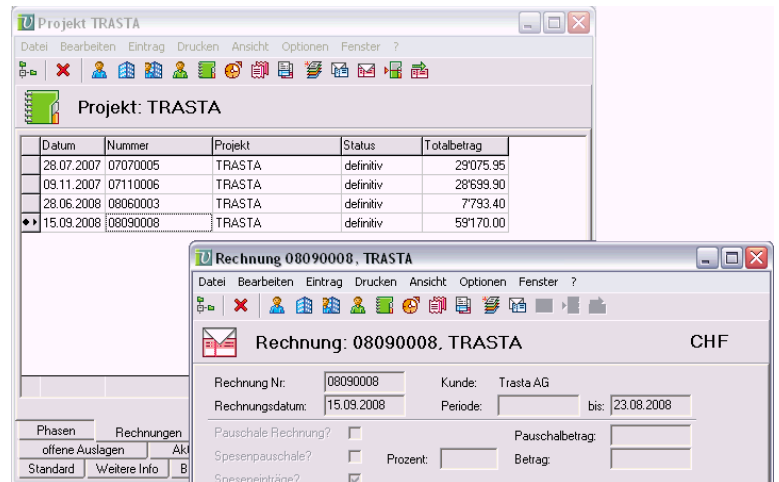 Projekt TRASTA
Datei Bearbeiten Eintrag Drucken Ansicht Optionen Fenster ?
Projekt: TRASTA
Datum Nummer Projekt Status Totalbetrag
28.07.2007 07070005 TRASTA definitiv 29'075.95
09.11.2007 07110006 TRASTA definitiv 28'699.90
28.06.2008 08060003 TRASTA definitiv 7'793.40
15.09.2008 08090008 TRASTA definitiv 59'170.00
Phasen Rechnungen
offene Auslagen Akt
Standard Weitere Info B
Rechnung 08090008, TRASTA
Datei Bearbeiten Eintrag Drucken Ansicht Optionen Fenster ?
Rechnung: 08090008, TRASTA CHF
Rechnung Nr: 08090008 Kunde: Trasta AG
Rechnungsdatum: 15.09.2008 Periode: bis: 23.08.2008
Pauschale Rechnung? Pauschalbetrag:
Spesenpauschale? Prozent: Betrag:
Speseneinträge?